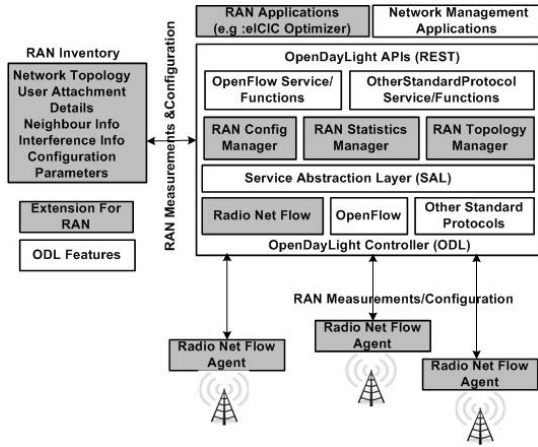 RAN Applications
(e.g :eICIC Optimizer)
Network Management
Applications
RAN Inventory
Network Topology
User Attachment
Details
Neighbour Info
Interference Info
Configuration
Parameters
Extension For
RAN
ODL Features
RAN Measurements &Configuration
OpenDayLight APIs (REST)
OpenFlow Service/
Functions
OtherStandardProtocol
Service/Functions
RAN Config
Manager
RAN Statistics
Manager
RAN Topology
Manager
Service Abstraction Layer (SAL)
Radio Net Flow
OpenFlow
Other Standard
Protocols
OpenDayLight Controller (ODL)
RAN Measurements/Configuration
Radio Net Flow
Agent
Radio Net Flow
Agent
Radio Net Flow
Agent